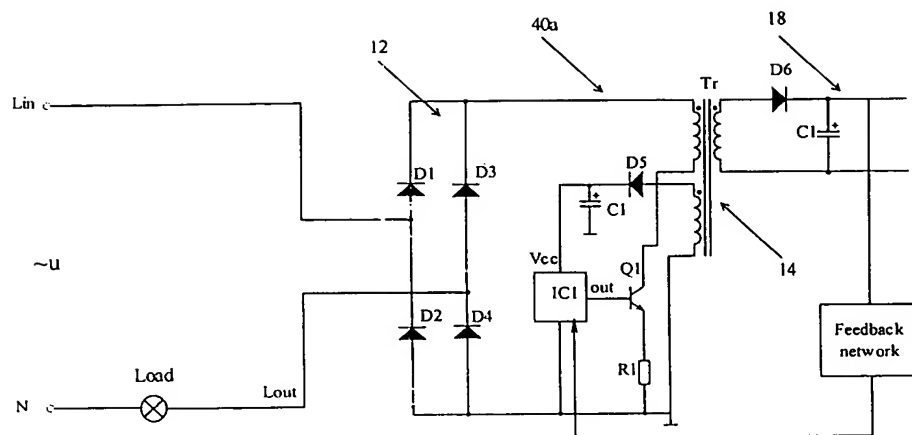 40a
18
12
D6
Tr
Lin
C1
D5
D1
D3
C1
Vcc
Q1
14
~u
IC1
out
D2
D4
Feedback
network
R1
Load
Lout
N